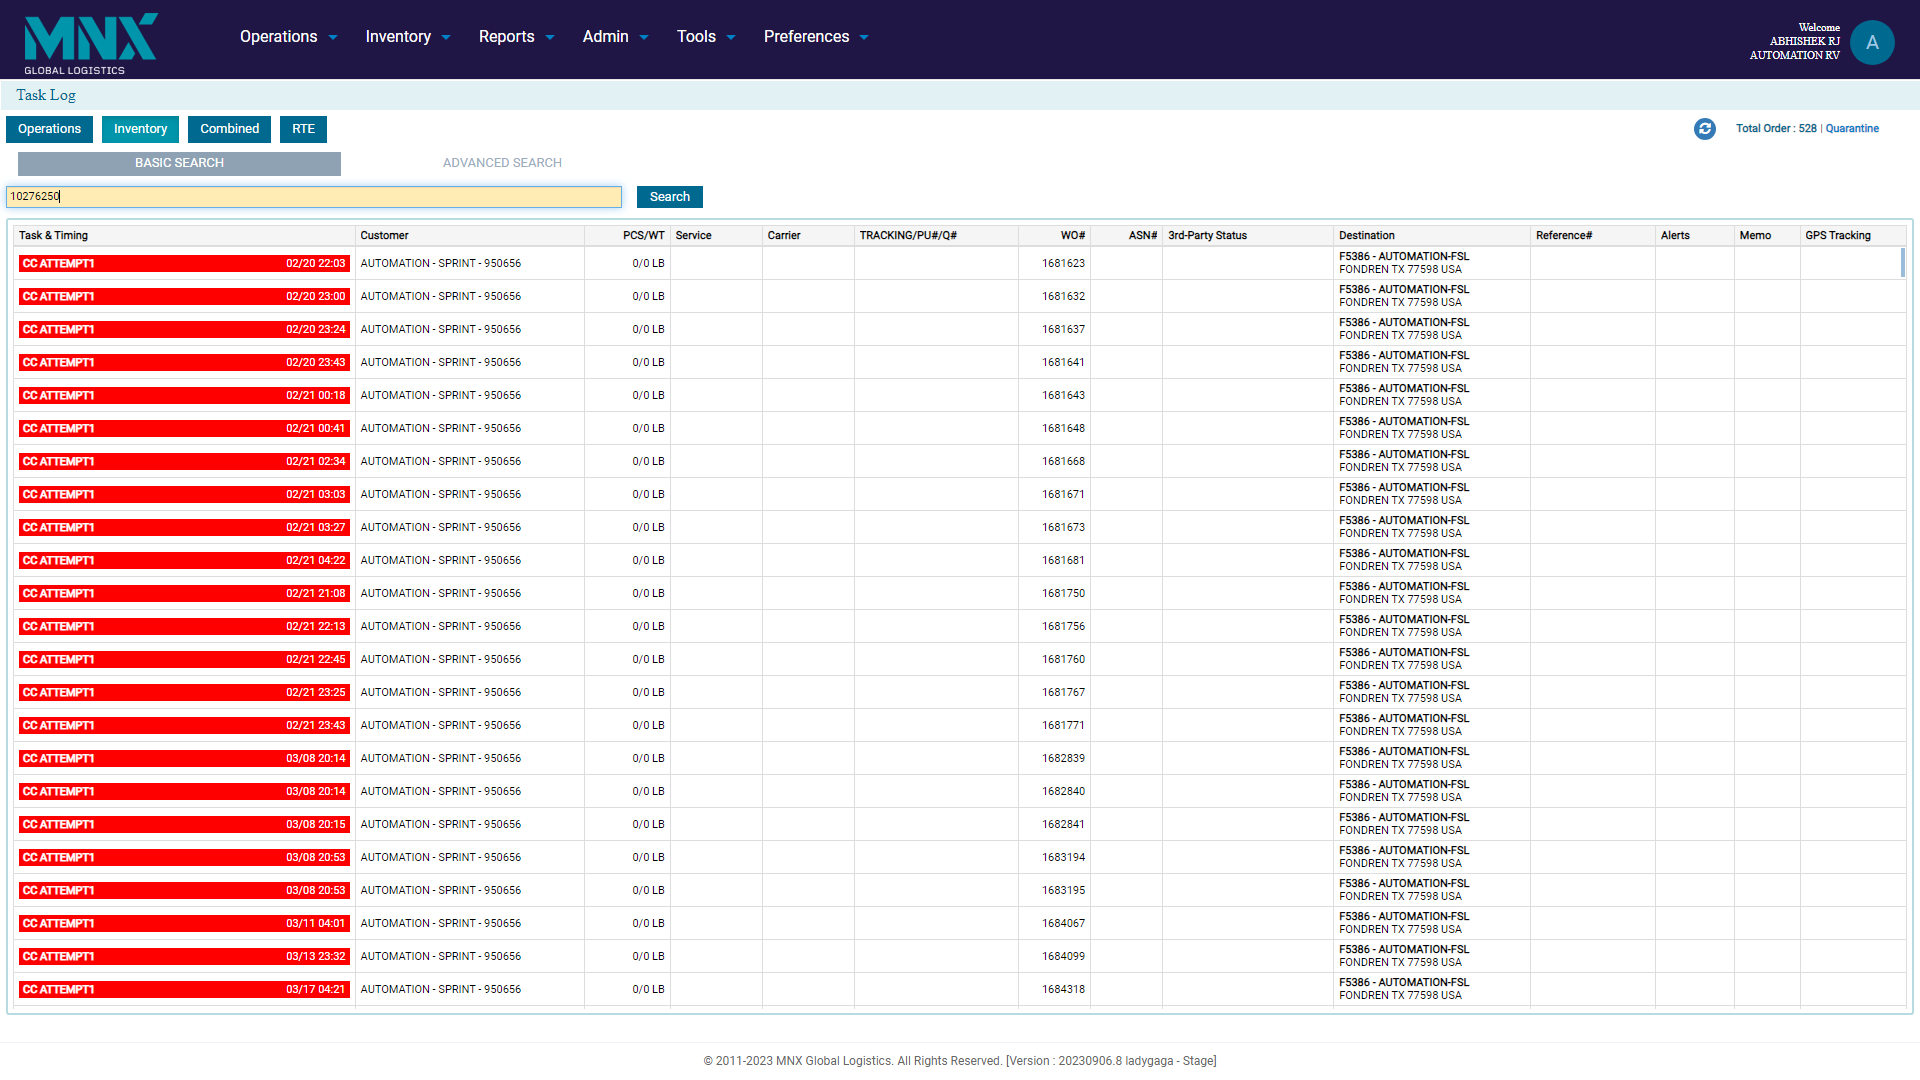 MNX
GLOBAL LOGISTICS
Operations Inventory Reports Admin Tools Preferences
Welcome
ABHISHEK RJ
AUTOMATION RV
A
Task Log
Operations Inventory Combined RTE
Total Order : 528 | Quarantine
BASIC SEARCH ADVANCED SEARCH
10276250 Search
Task & Timing Customer PCS/WT Service Carrier TRACKING/PU#/Q# WO# ASN# 3rd-Party Status Destination Reference# Alerts Memo GPS Tracking
CC ATTEMPT1 02/20 22:03 AUTOMATION - SPRINT - 950656 0/0 LB 1681623 F5386 - AUTOMATION-FSL
FONDREN TX 77598 USA
CC ATTEMPT1 02/20 23:00 AUTOMATION - SPRINT - 950656 0/0 LB 1681632 F5386 - AUTOMATION-FSL
FONDREN TX 77598 USA
CC ATTEMPT1 02/20 23:24 AUTOMATION - SPRINT - 950656 0/0 LB 1681637 F5386 - AUTOMATION-FSL
FONDREN TX 77598 USA
CC ATTEMPT1 02/20 23:43 AUTOMATION - SPRINT - 950656 0/0 LB 1681641 F5386 - AUTOMATION-FSL
FONDREN TX 77598 USA
CC ATTEMPT1 02/21 00:18 AUTOMATION - SPRINT - 950656 0/0 LB 1681643 F5386 - AUTOMATION-FSL
FONDREN TX 77598 USA
CC ATTEMPT1 02/21 00:41 AUTOMATION - SPRINT - 950656 0/0 LB 1681648 F5386 - AUTOMATION-FSL
FONDREN TX 77598 USA
CC ATTEMPT1 02/21 02:34 AUTOMATION - SPRINT - 950656 0/0 LB 1681668 F5386 - AUTOMATION-FSL
FONDREN TX 77598 USA
CC ATTEMPT1 02/21 03:03 AUTOMATION - SPRINT - 950656 0/0 LB 1681671 F5386 - AUTOMATION-FSL
FONDREN TX 77598 USA
CC ATTEMPT1 02/21 03:27 AUTOMATION - SPRINT - 950656 0/0 LB 1681673 F5386 - AUTOMATION-FSL
FONDREN TX 77598 USA
CC ATTEMPT1 02/21 04:22 AUTOMATION - SPRINT - 950656 0/0 LB 1681681 F5386 - AUTOMATION-FSL
FONDREN TX 77598 USA
CC ATTEMPT1 02/21 21:08 AUTOMATION - SPRINT - 950656 0/0 LB 1681750 F5386 - AUTOMATION-FSL
FONDREN TX 77598 USA
CC ATTEMPT1 02/21 22:13 AUTOMATION - SPRINT - 950656 0/0 LB 1681756 F5386 - AUTOMATION-FSL
FONDREN TX 77598 USA
CC ATTEMPT1 02/21 22:45 AUTOMATION - SPRINT - 950656 0/0 LB 1681760 F5386 - AUTOMATION-FSL
FONDREN TX 77598 USA
CC ATTEMPT1 02/21 23:25 AUTOMATION - SPRINT - 950656 0/0 LB 1681767 F5386 - AUTOMATION-FSL
FONDREN TX 77598 USA
CC ATTEMPT1 02/21 23:43 AUTOMATION - SPRINT - 950656 0/0 LB 1681771 F5386 - AUTOMATION-FSL
FONDREN TX 77598 USA
CC ATTEMPT1 03/08 20:14 AUTOMATION - SPRINT - 950656 0/0 LB 1682839 F5386 - AUTOMATION-FSL
FONDREN TX 77598 USA
CC ATTEMPT1 03/08 20:14 AUTOMATION - SPRINT - 950656 0/0 LB 1682840 F5386 - AUTOMATION-FSL
FONDREN TX 77598 USA
CC ATTEMPT1 03/08 20:15 AUTOMATION - SPRINT - 950656 0/0 LB 1682841 F5386 - AUTOMATION-FSL
FONDREN TX 77598 USA
CC ATTEMPT1 03/08 20:53 AUTOMATION - SPRINT - 950656 0/0 LB 1683194 F5386 - AUTOMATION-FSL
FONDREN TX 77598 USA
CC ATTEMPT1 03/08 20:53 AUTOMATION - SPRINT - 950656 0/0 LB 1683195 F5386 - AUTOMATION-FSL
FONDREN TX 77598 USA
CC ATTEMPT1 03/11 04:01 AUTOMATION - SPRINT - 950656 0/0 LB 1684067 F5386 - AUTOMATION-FSL
FONDREN TX 77598 USA
CC ATTEMPT1 03/13 23:32 AUTOMATION - SPRINT - 950656 0/0 LB 1684099 F5386 - AUTOMATION-FSL
FONDREN TX 77598 USA
CC ATTEMPT1 03/17 04:21 AUTOMATION - SPRINT - 950656 0/0 LB 1684318 F5386 - AUTOMATION-FSL
FONDREN TX 77598 USA
© 2011-2023 MNX Global Logistics. All Rights Reserved. [Version : 20230906.8 ladygaga - Stage]